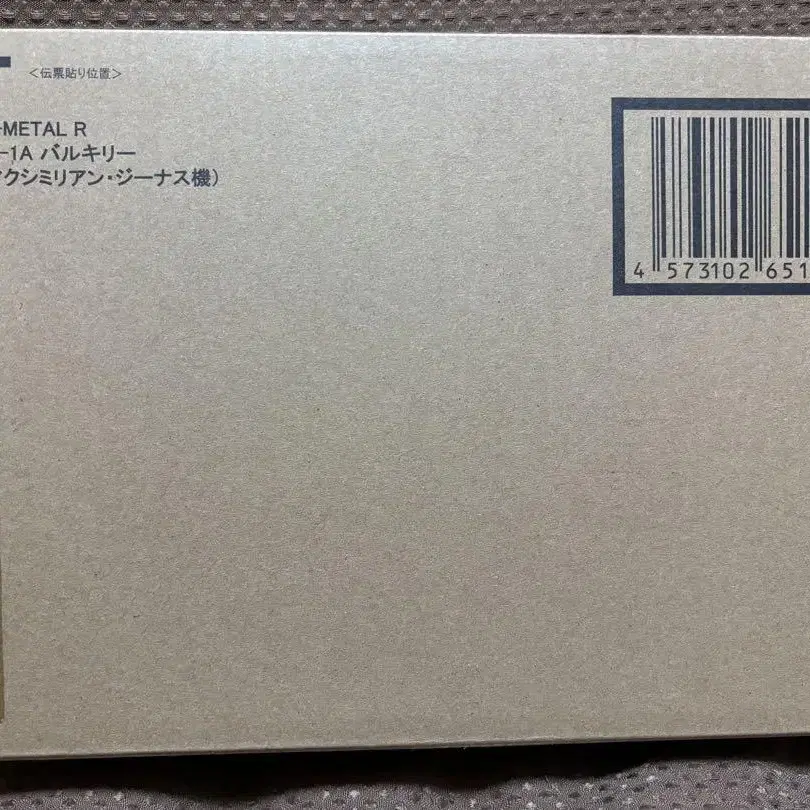 <伝票貼り位置>
-METAL R
-1A バルキリー
クシミリアン・ジーナス機)
4 573102 651